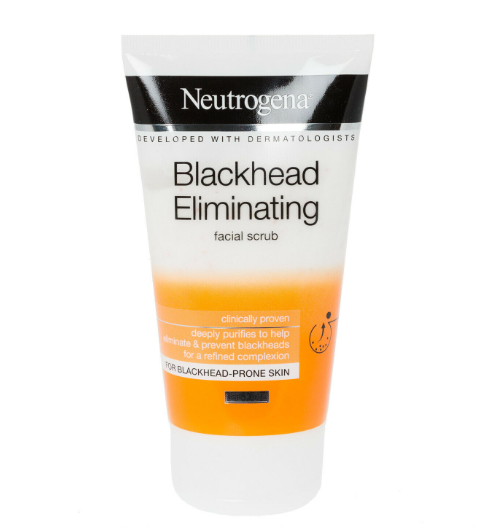 Neutrogena
DEVELOPED WITH DERMATOLOGISTS
Blackhead
Eliminating
facial scrub
clinically proven
deeply purifies to help
eliminate & prevent blackheads
for a refined complexion
FOR BLACKHEAD-PRONE SKIN